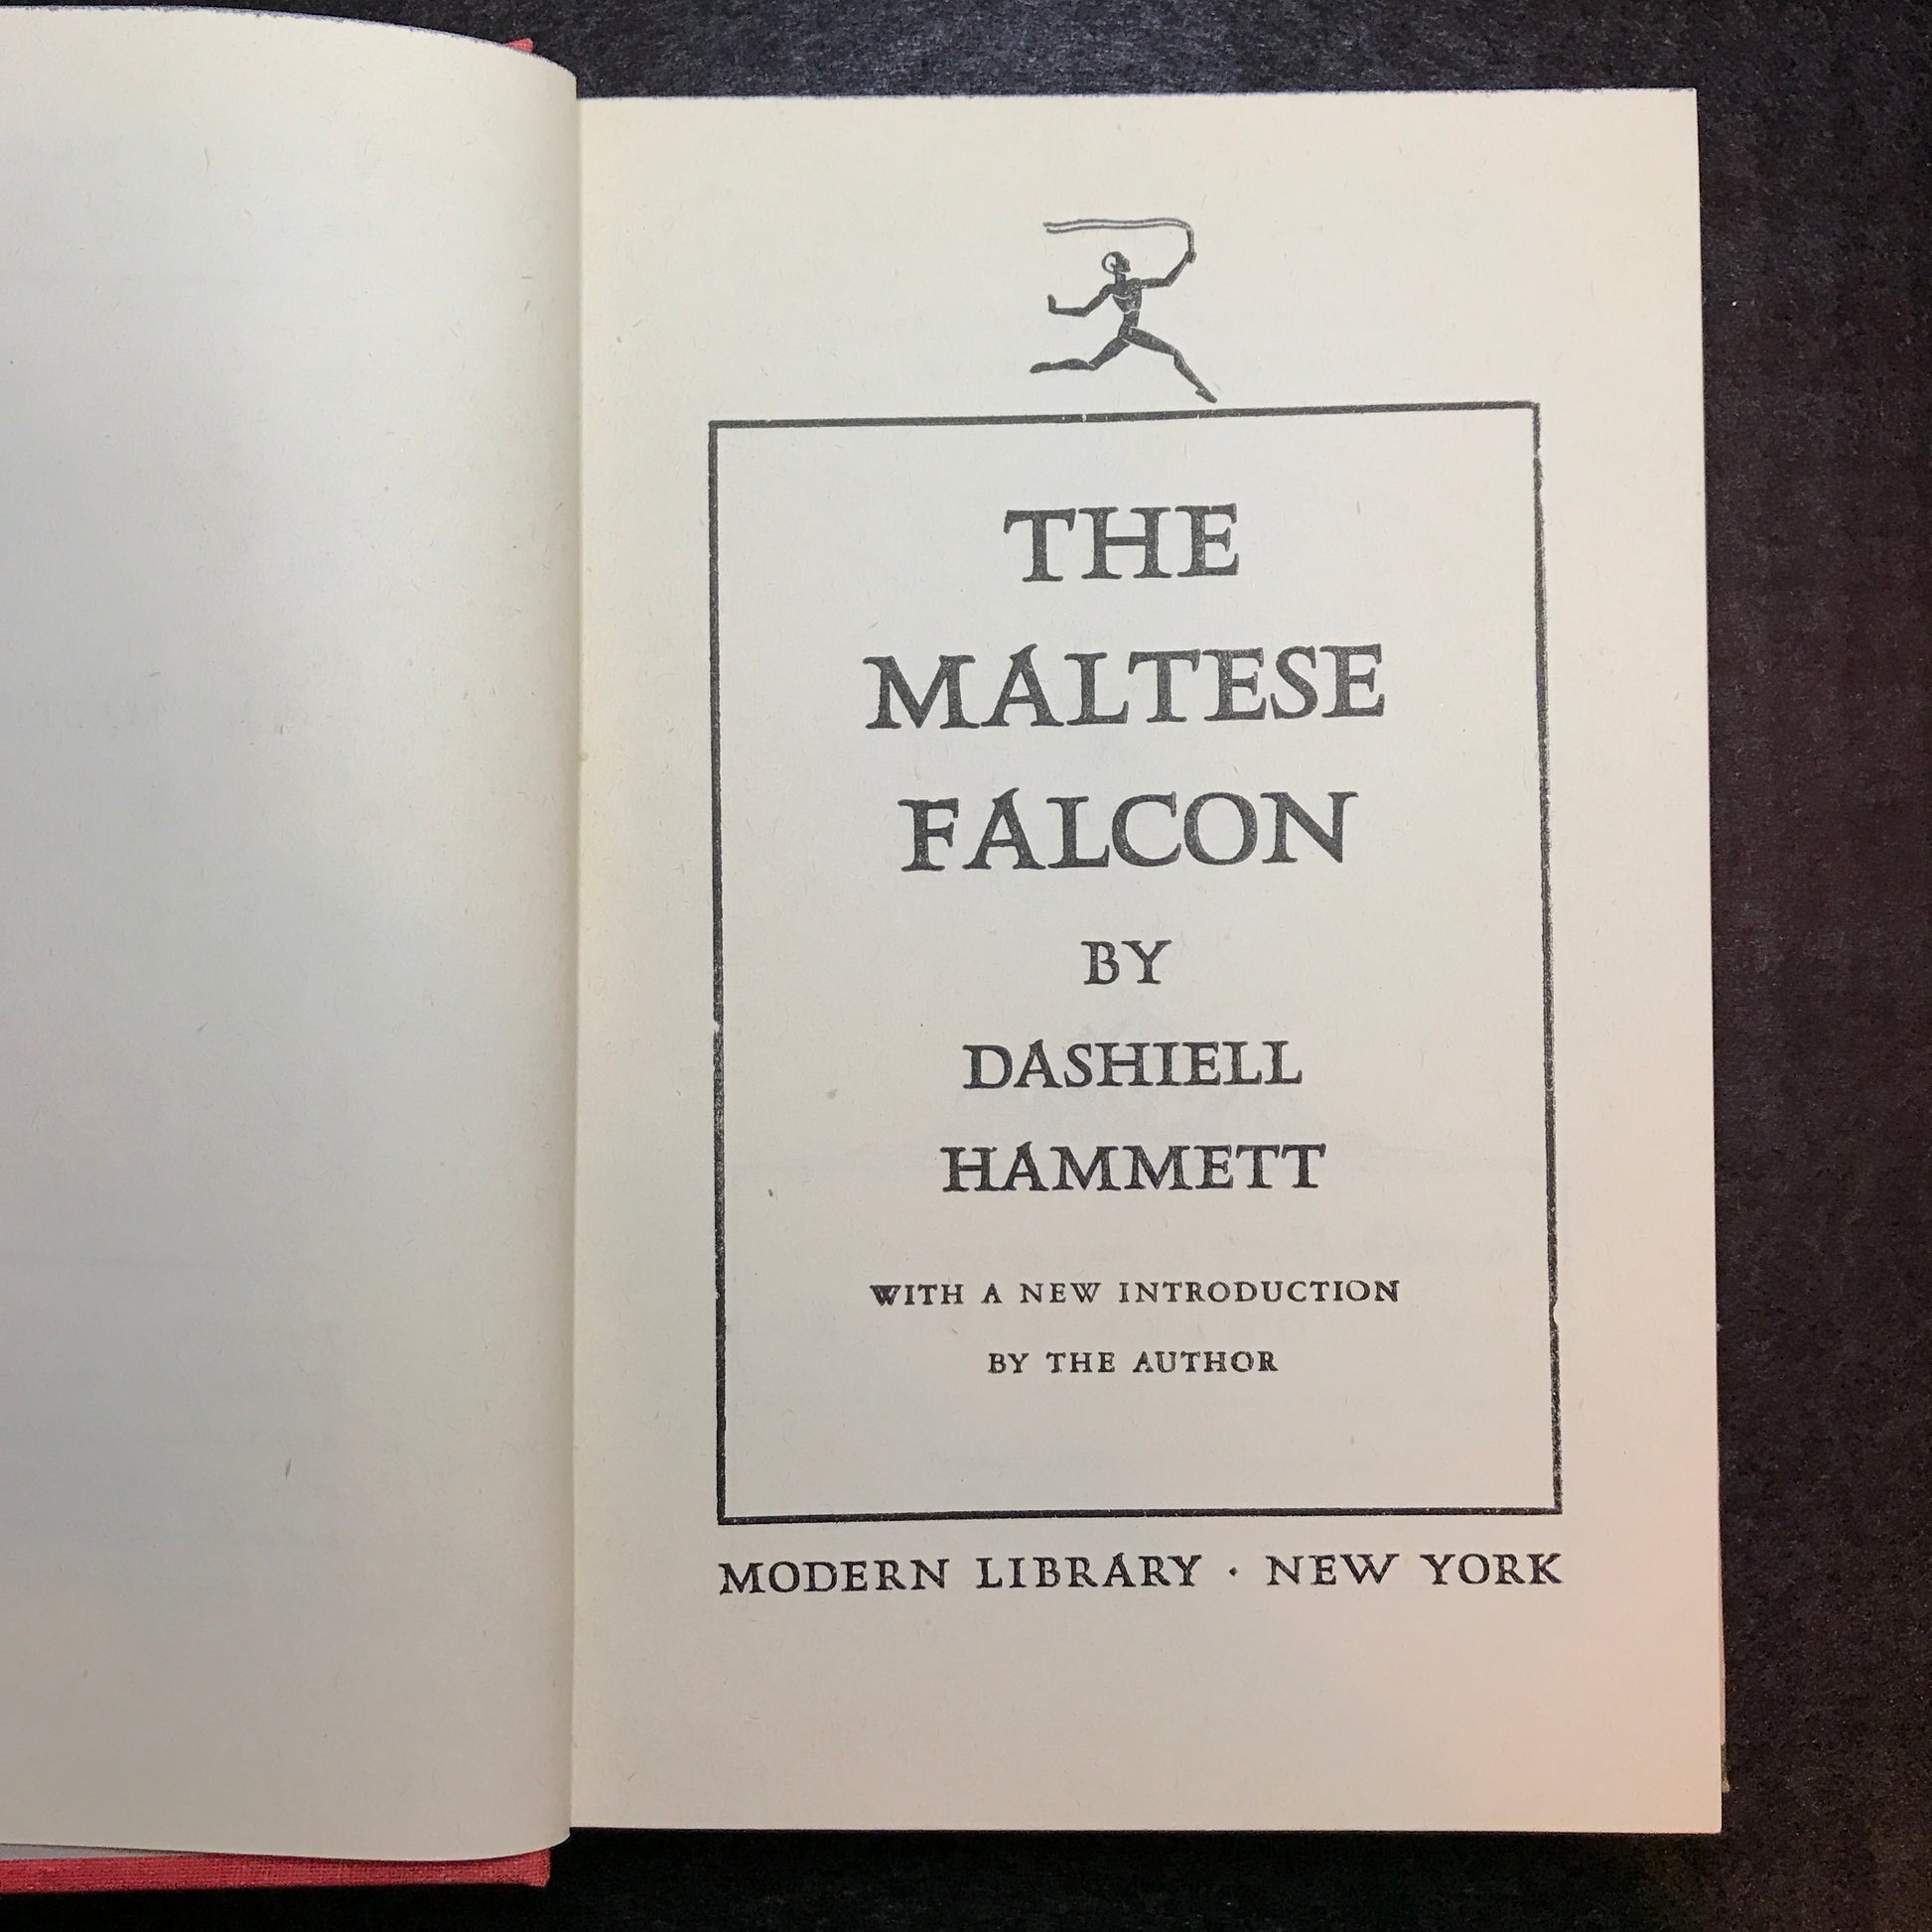 THE
MALTESE
FALCON
BY
DASHIELL
HAMMETT
WITH A NEW INTRODUCTION
BY THE AUTHOR
MODERN LIBRARY · NEW YORK